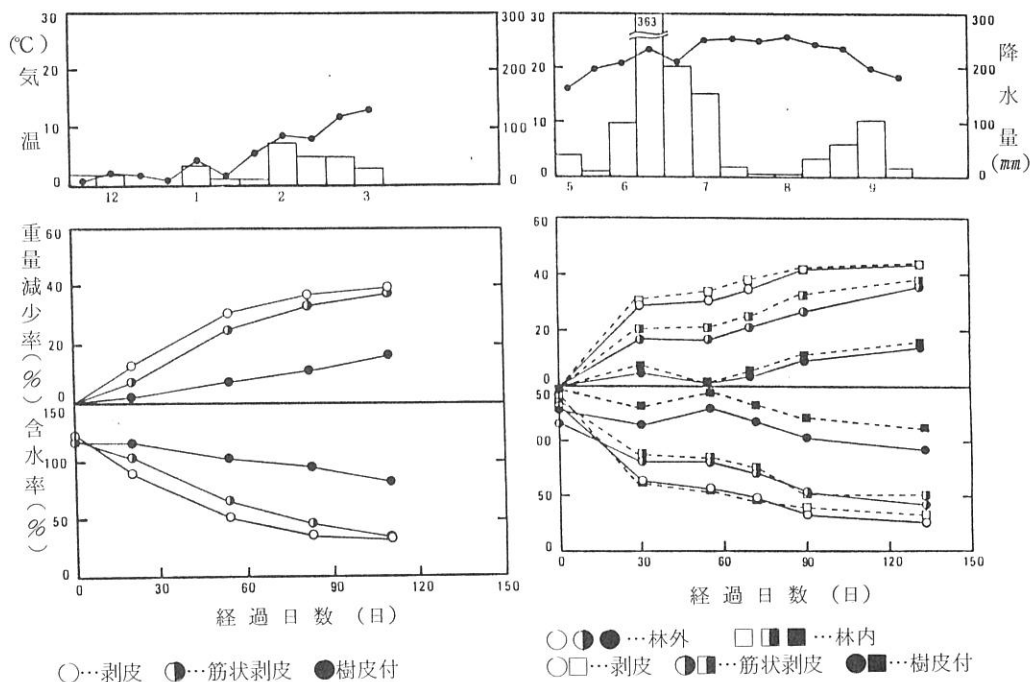 (℃)
気
温
30
20
10
0
12 1 2 3
300
200
100
0
30
20
10
0
363
5 6 7 8 9
300
200
100
0
降
水
量
(mm)
重量減少率(%)
60
40
20
0
含水率(%)
150
100
50
0
0 30 60 90 120 150
経過日数(日)
60
40
20
0
50
00
50
0
0 30 60 90 120 150
経過日数(日)
○…剥皮 ◑…筋状剥皮 ●樹皮付
○◑●…林外 □◨■…林内
○□…剥皮 ◑◨…筋状剥皮 ●■…樹皮付